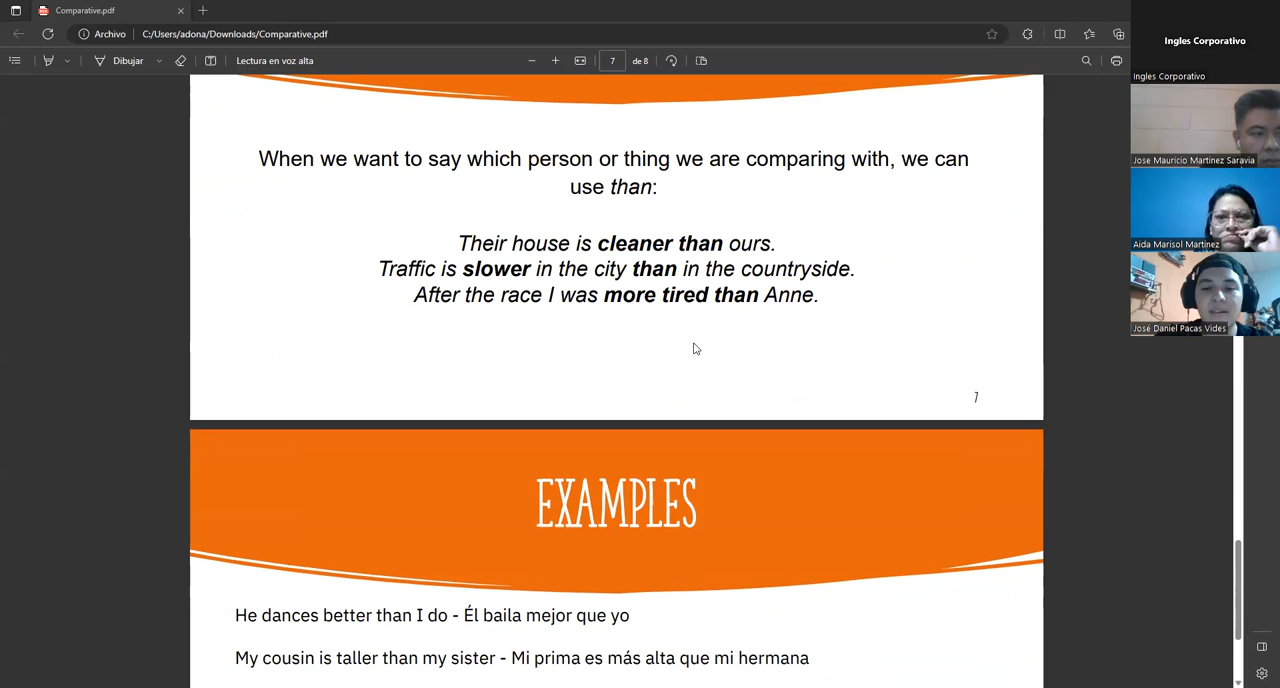 Comparative.pdf
Archivo
C:/Users/adona/Downloads/Comparative.pdf
Dibujar
Lectura en voz alta
7
de 8
Ingles Corporativo
Ingles Corporativo
Jose Mauricio Martinez Saravia
Aida Marisol Martinez
José Daniel Pacas Vides
When we want to say which person or thing we are comparing with, we can
use than:
Their house is cleaner than ours.
Traffic is slower in the city than in the countryside.
After the race I was more tired than Anne.
7
EXAMPLES
He dances better than I do - Él baila mejor que yo
My cousin is taller than my sister - Mi prima es más alta que mi hermana